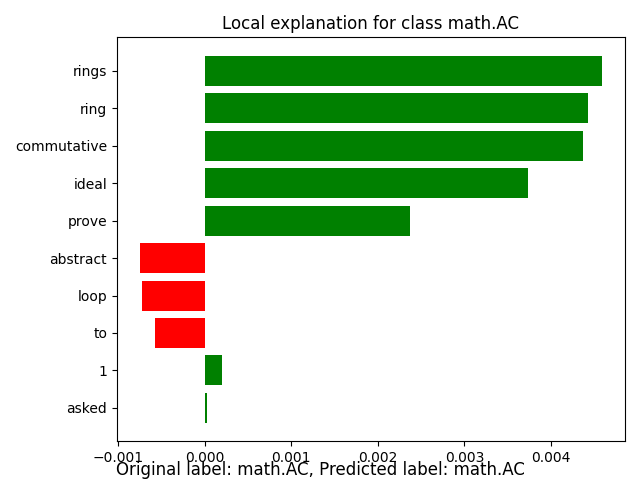 Local explanation for class math.AC
rings
ring
commutative
ideal
prove
abstract
loop
to
1
asked
−0.001 0.000 0.001 0.002 0.003 0.004
Original label: math.AC, Predicted label: math.AC